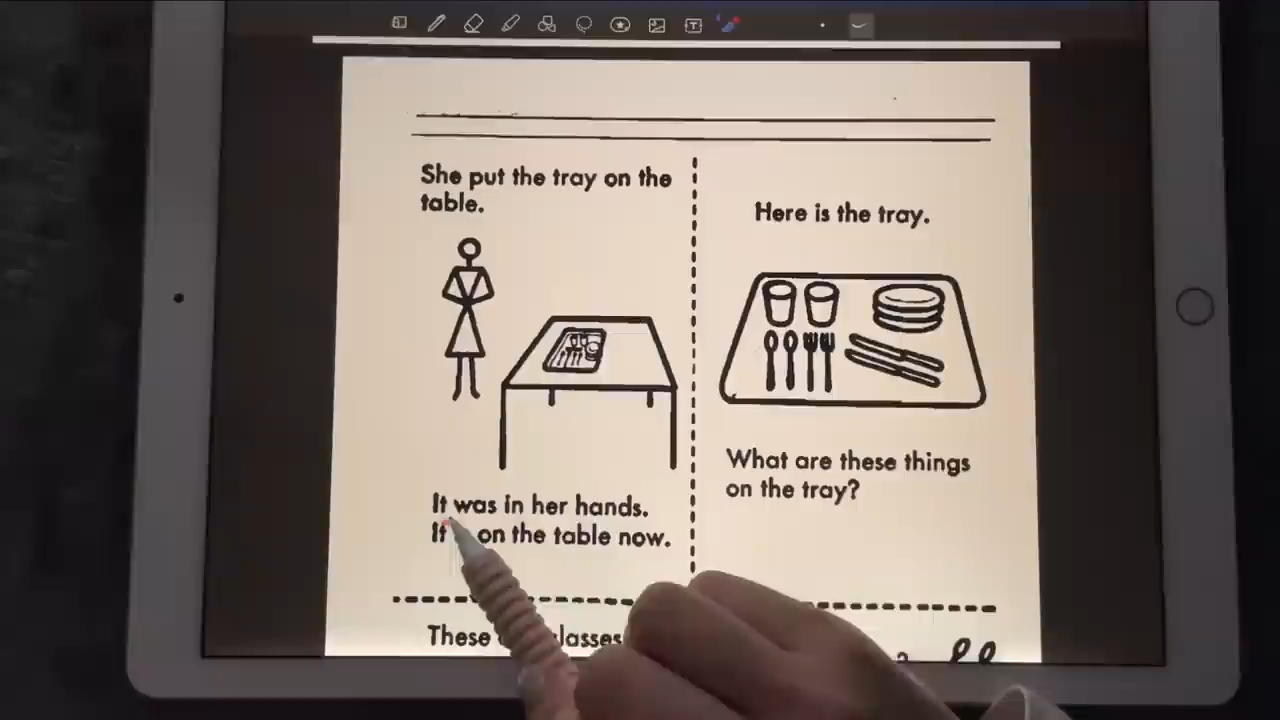 She put the tray on the
table.
It was in her hands.
It on the table now.
Here is the tray.
What are these things
on the tray?
These